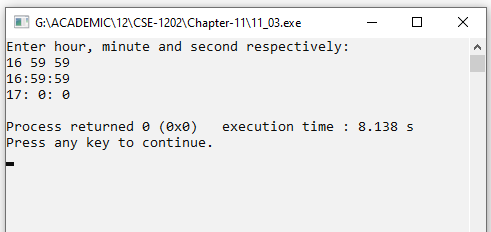 G:\ACADEMIC\12\CSE-1202\Chapter-11\11_03.exe
Enter hour, minute and second respectively:
16 59 59
16:59:59
17: 0: 0
Process returned 0 (0x0)   execution time : 8.138 s
Press any key to continue.